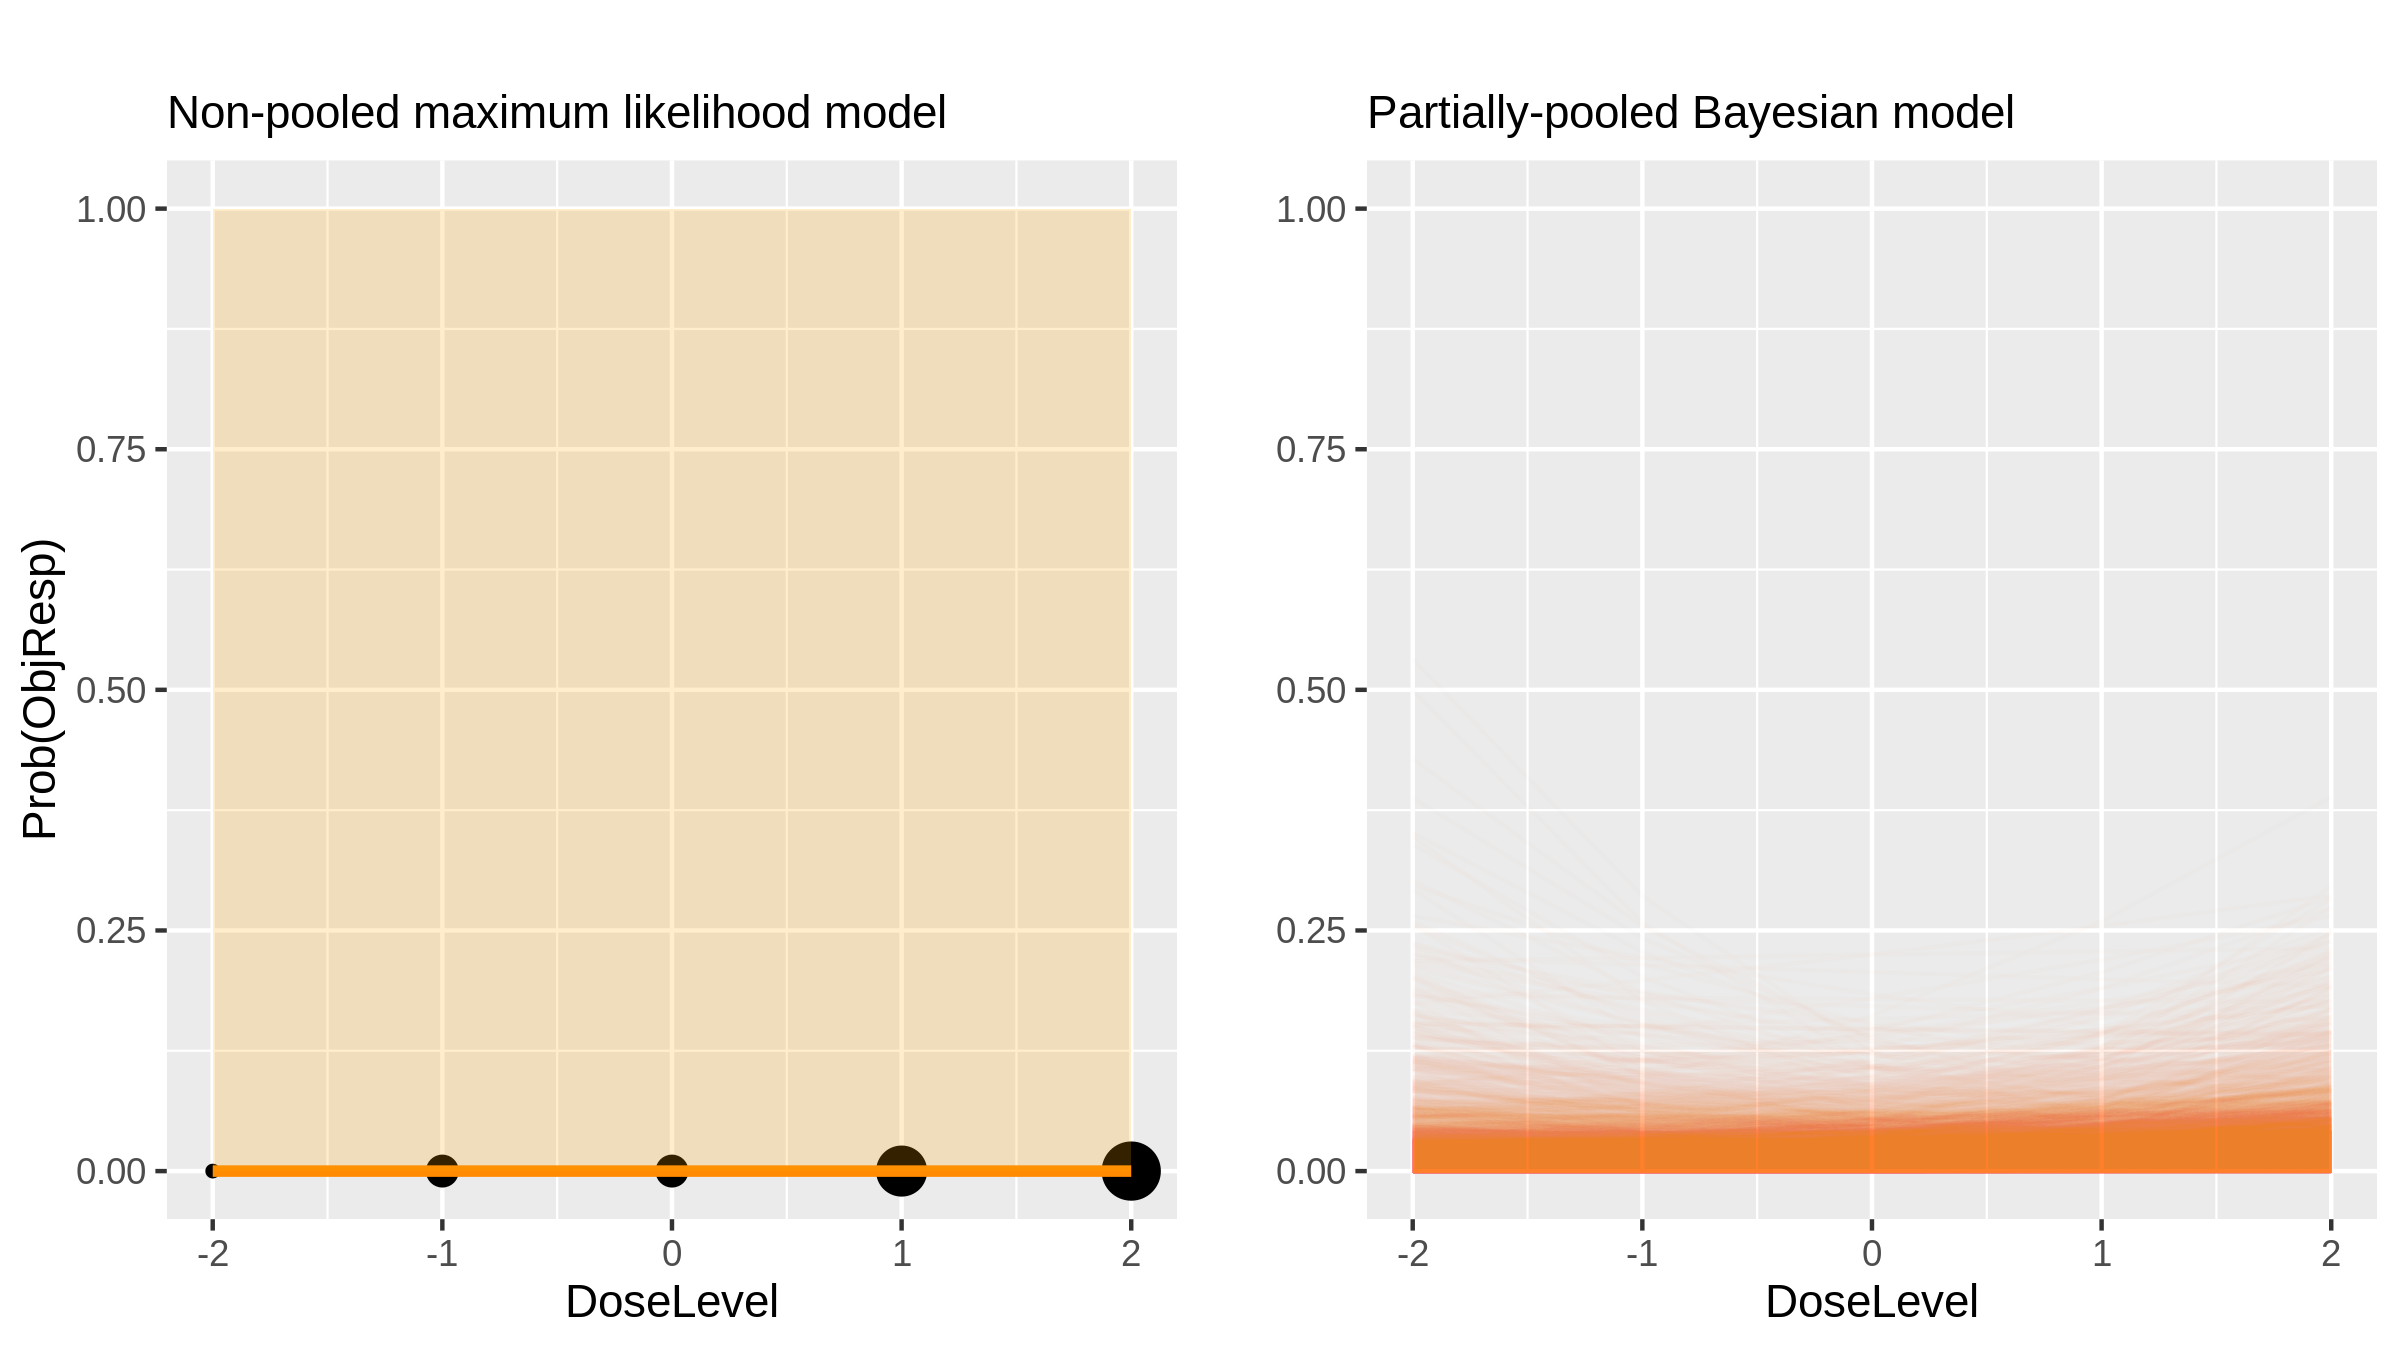 Non-pooled maximum likelihood model
Prob(ObjResp)
1.00
0.75
0.50
0.25
0.00
-2 -1 0 1 2
DoseLevel
Partially-pooled Bayesian model
1.00
0.75
0.50
0.25
0.00
-2 -1 0 1 2
DoseLevel